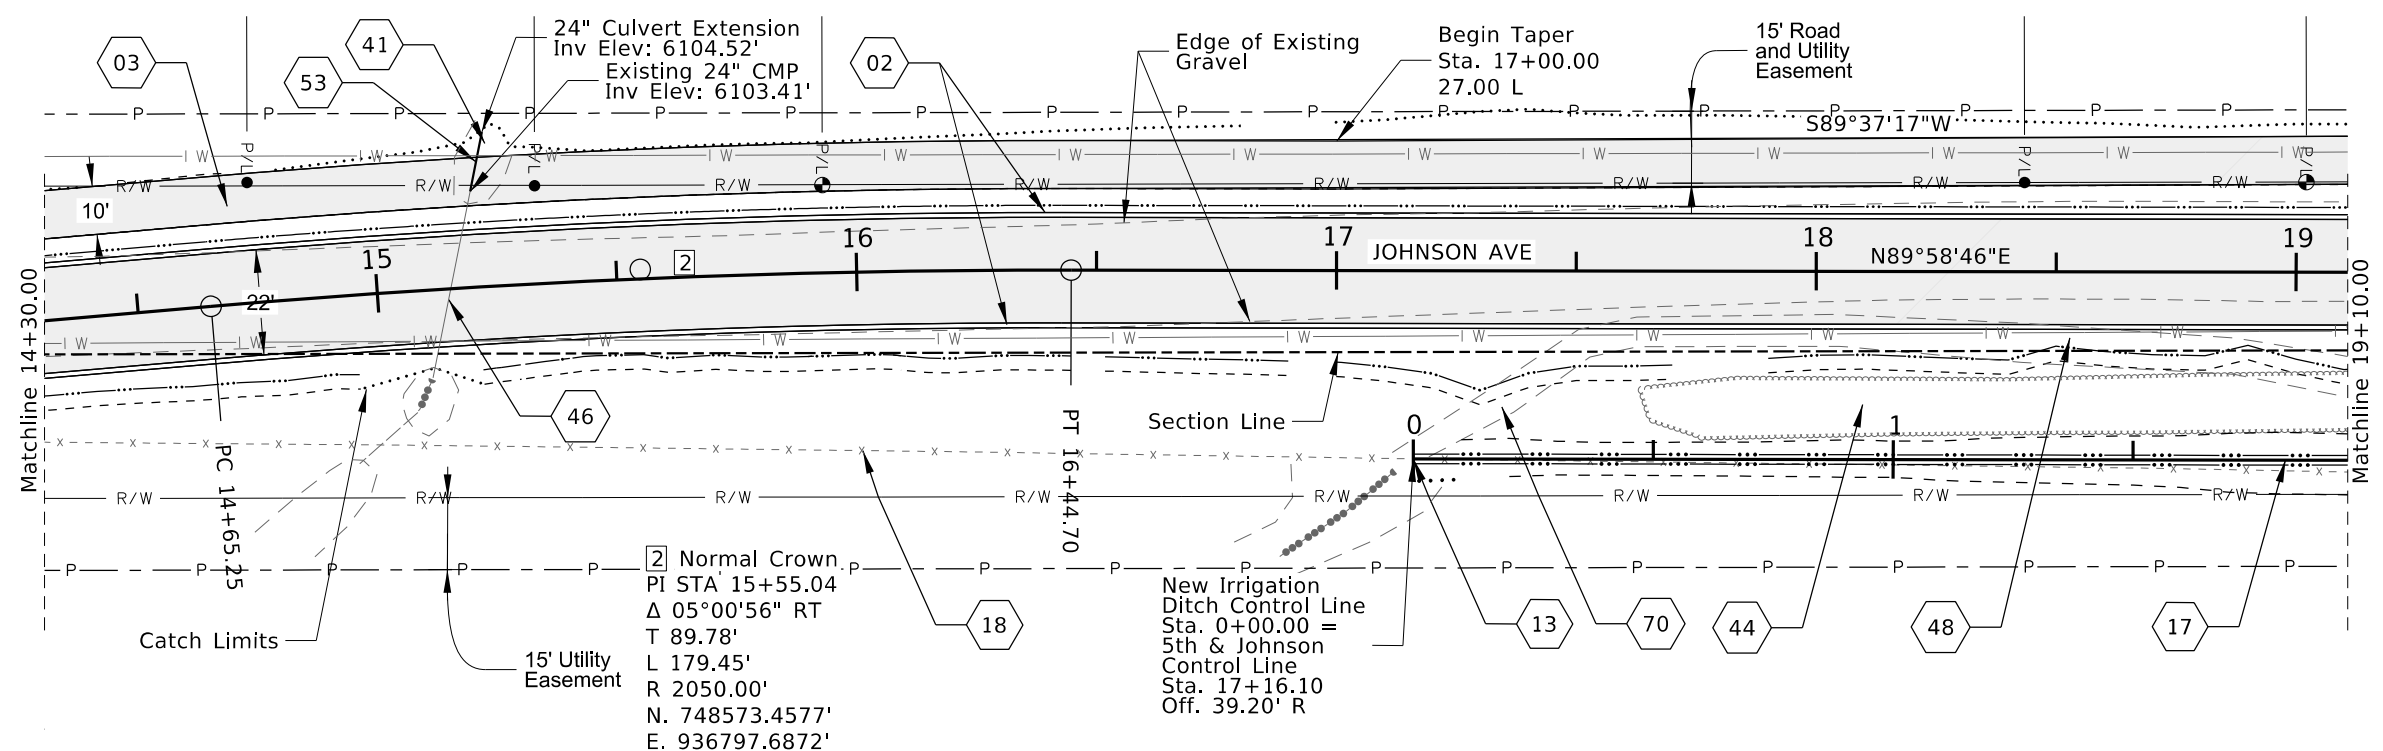 03
53
41
24" Culvert Extension
Inv Elev: 6104.52'
Existing 24" CMP
Inv Elev: 6103.41'
02
Edge of Existing
Gravel
Begin Taper
Sta. 17+00.00
27.00 L
15' Road
and Utility
Easement
P P P P P P P P P P P P P P P P P
S89°37'17"W
I W I W I W I W I W I W I W I W I W I W I W I W I W
P/L P/L P/L P/L P/L
R/W R/W R/W R/W R/W R/W R/W R/W
10'
15
16
17
JOHNSON AVE
18
N89°58'46"E
19
2
22'
Matchline 14+30.00
Matchline 19+10.00
I W I W I W I W I W I W I W I W I W I W I W I W I W
46
Section Line
0
1
PC 14+65.25
PT 16+44.70
x x x x x x x x x x x x x x x x x x x
R/W R/W R/W R/W R/W R/W R/W R/W
P P P P P P P P P P P P P P P P P
Catch Limits
15' Utility
Easement
2 Normal Crown
PI STA 15+55.04
Δ 05°00'56" RT
T 89.78'
L 179.45'
R 2050.00'
N. 748573.4577'
E. 936797.6872'
18
New Irrigation
Ditch Control Line
Sta. 0+00.00 =
5th & Johnson
Control Line
Sta. 17+16.10
Off. 39.20' R
13
70
44
48
17